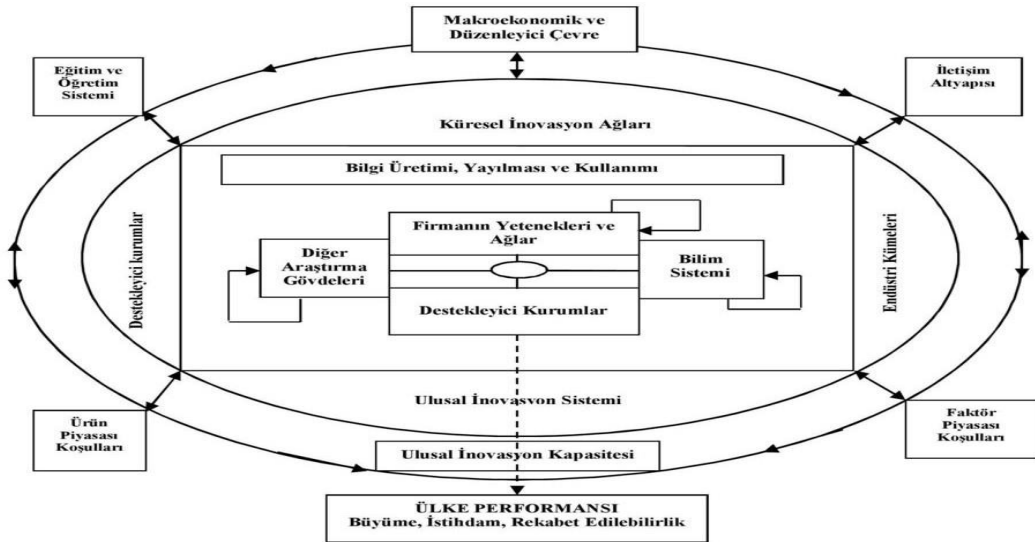 Makroekonomik ve
Düzenleyici Çevre
Eğitim ve
Öğretim
Sistemi
İletişim
Altyapısı
Küresel İnovasyon Ağları
Bilgi Üretimi, Yayılması ve Kullanımı
Destekleyici kurumlar
Firmanın Yetenekleri ve
Ağlar
Diğer
Araştırma
Gövdeleri
Bilim
Sistemi
Endüstri Kümeleri
Destekleyici Kurumlar
Ulusal İnovasyon Sistemi
Ürün
Piyasası
Koşulları
Faktör
Piyasası
Koşulları
Ulusal İnovasyon Kapasitesi
ÜLKE PERFORMANSI
Büyüme, İstihdam, Rekabet Edilebilirlik